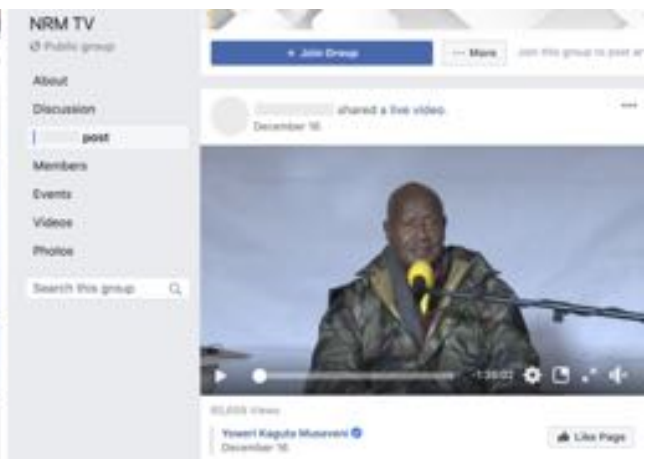 NRM TV
Public group
About
Discussion
post
Members
Events
Videos
Photos
Search this group
+ Join Group
··· More
Join this group to post
shared a live video.
December 16
Views
Yoweri Kaguta Museveni
December 16
Like Page